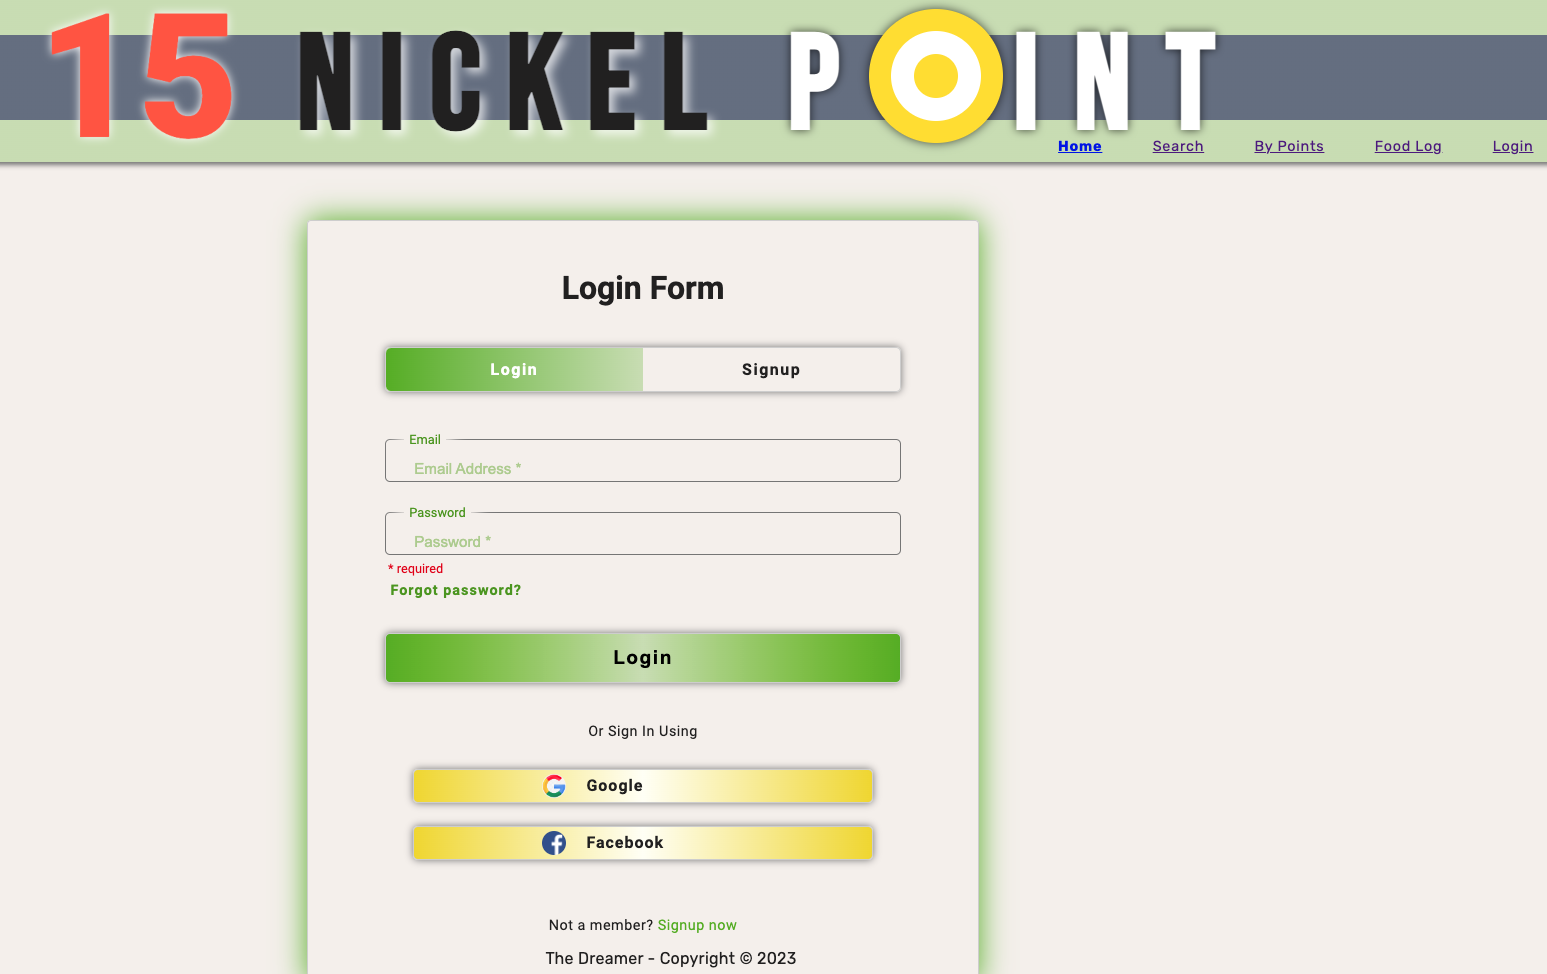 15 NICKEL POINT
Home Search By Points Food Log Login
Login Form
Login Signup
Email
Email Address *
Password
Password *
* required
Forgot password?
Login
Or Sign In Using
Google
Facebook
Not a member? Signup now
The Dreamer - Copyright © 2023